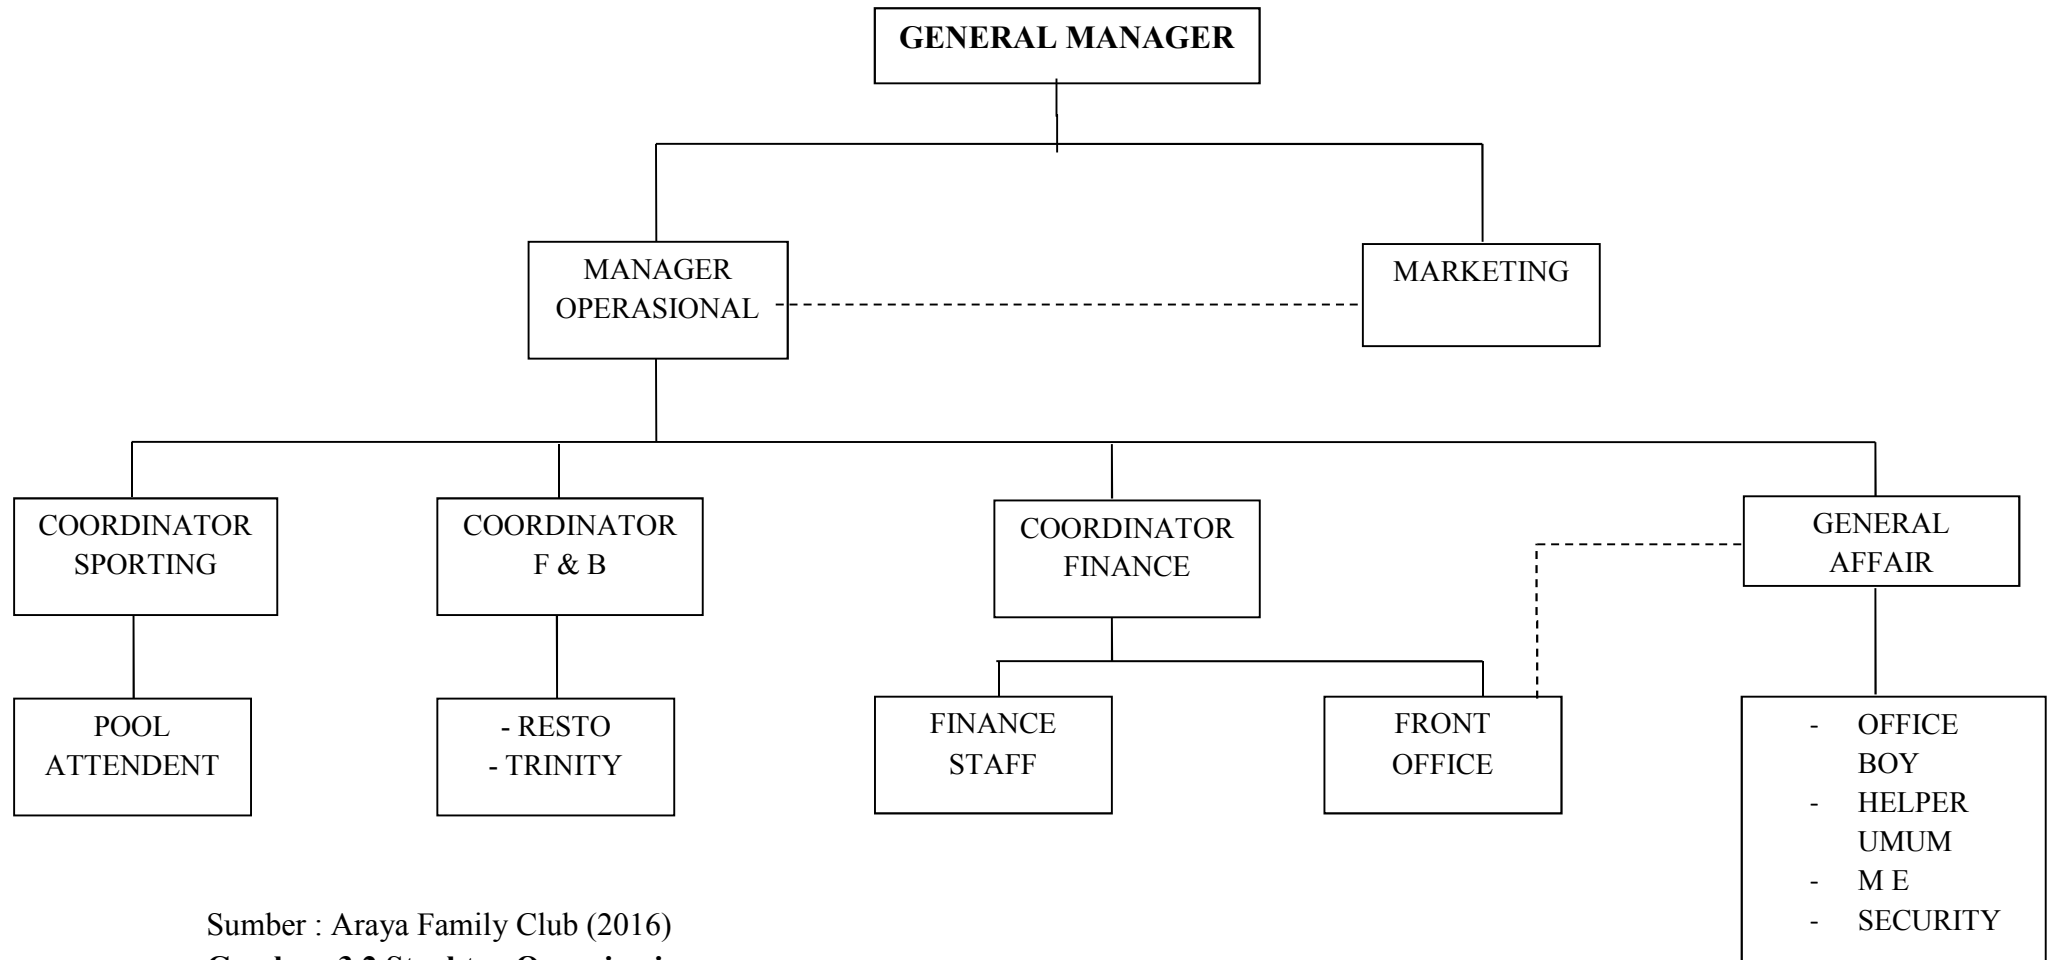 GENERAL MANAGER
MANAGER
OPERASIONAL
MARKETING
COORDINATOR
SPORTING
COORDINATOR
F & B
COORDINATOR
FINANCE
GENERAL
AFFAIR
POOL
ATTENDENT
- RESTO
- TRINITY
FINANCE
STAFF
FRONT
OFFICE
- OFFICE
BOY
- HELPER
UMUM
- M E
- SECURITY
Sumber : Araya Family Club (2016)